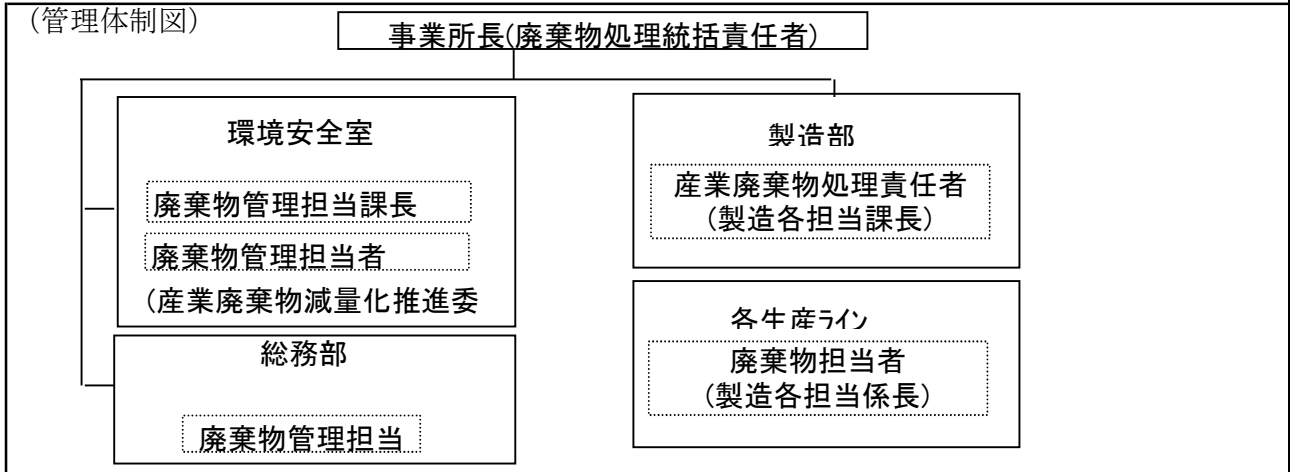 (管理体制図)
事業所長(廃棄物処理統括責任者)
環境安全室
廃棄物管理担当課長
廃棄物管理担当者
(産業廃棄物減量化推進委
総務部
廃棄物管理担当
製造部
産業廃棄物処理責任者
(製造各担当課長)
各生産ライン
廃棄物担当者
(製造各担当係長)